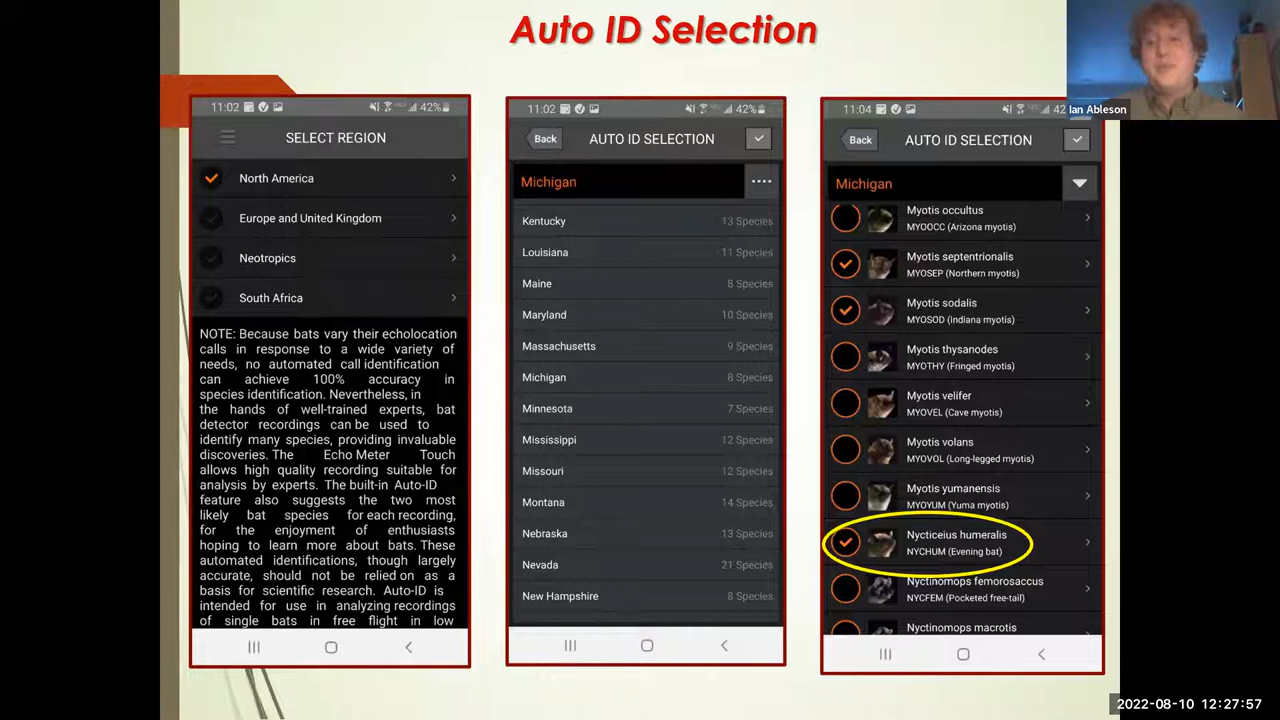 Auto ID Selection
Ian Ableson
11:02
42%
SELECT REGION
North America
Europe and United Kingdom
Neotropics
South Africa
NOTE: Because bats vary their echolocation
calls in response to a wide variety of
needs, no automated call identification
can achieve 100% accuracy in
species identification. Nevertheless, in
the hands of well-trained experts, bat
detector recordings can be used to
identify many species, providing invaluable
discoveries. The Echo Meter Touch
allows high quality recording suitable for
analysis by experts. The built-in Auto-ID
feature also suggests the two most
likely bat species for each recording,
for the enjoyment of enthusiasts
hoping to learn more about bats. These
automated identifications, though largely
accurate, should not be relied on as a
basis for scientific research. Auto-ID is
intended for use in analyzing recordings
of single bats in free flight in low
11:02
42%
Back
AUTO ID SELECTION
Michigan
Kentucky 13 Species
Louisiana 11 Species
Maine 8 Species
Maryland 10 Species
Massachusetts 9 Species
Michigan 8 Species
Minnesota 7 Species
Mississippi 12 Species
Missouri 12 Species
Montana 14 Species
Nebraska 13 Species
Nevada 21 Species
New Hampshire 8 Species
11:04
42
Back
AUTO ID SELECTION
Michigan
Myotis occultus
MYOOCC (Arizona myotis)
Myotis septentrionalis
MYOSEP (Northern myotis)
Myotis sodalis
MYOSOD (Indiana myotis)
Myotis thysanodes
MYOTHY (Fringed myotis)
Myotis velifer
MYOVEL (Cave myotis)
Myotis volans
MYOVOL (Long-legged myotis)
Myotis yumanensis
MYOYUM (Yuma myotis)
Nycticeius humeralis
NYCHUM (Evening bat)
Nyctinomops femorosaccus
NYCFEM (Pocketed free-tail)
Nyctinomops macrotis
2022-08-10 12:27:57